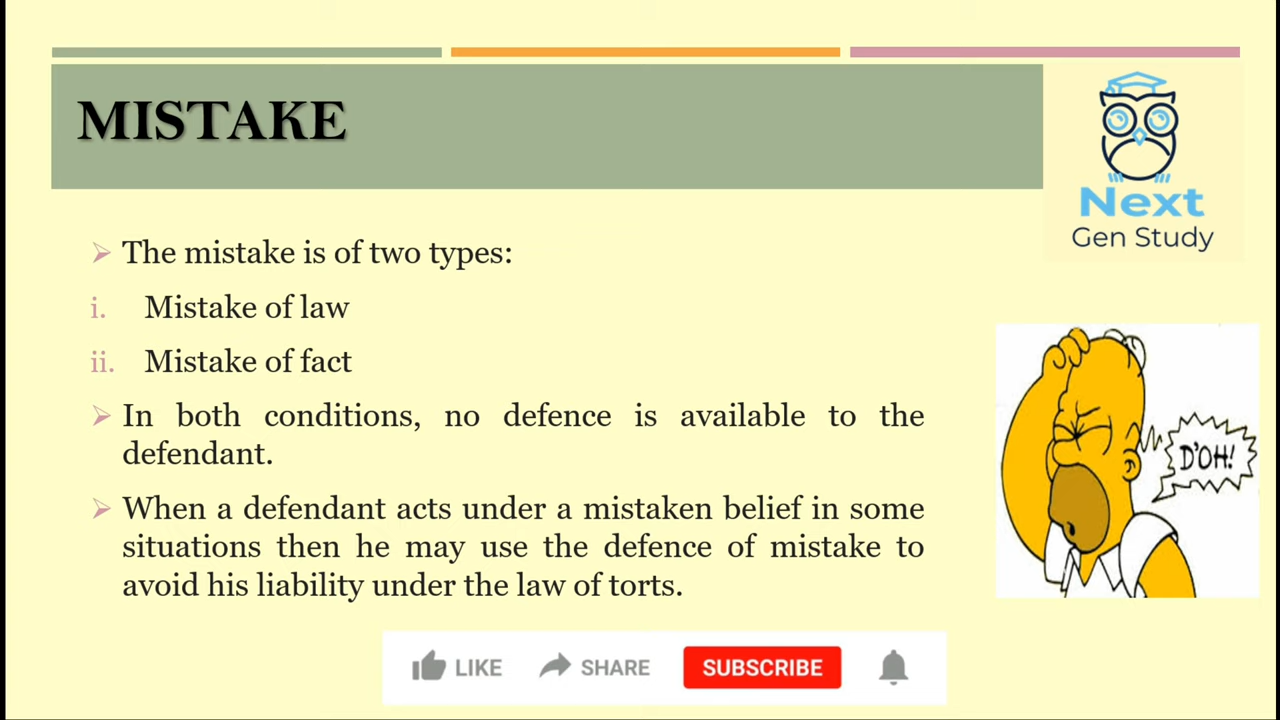 MISTAKE
Next
Gen Study
➢ The mistake is of two types:
i. Mistake of law
ii. Mistake of fact
➢ In both conditions, no defence is available to the
defendant.
➢ When a defendant acts under a mistaken belief in some
situations then he may use the defence of mistake to
avoid his liability under the law of torts.
D'OH!
LIKE SHARE SUBSCRIBE